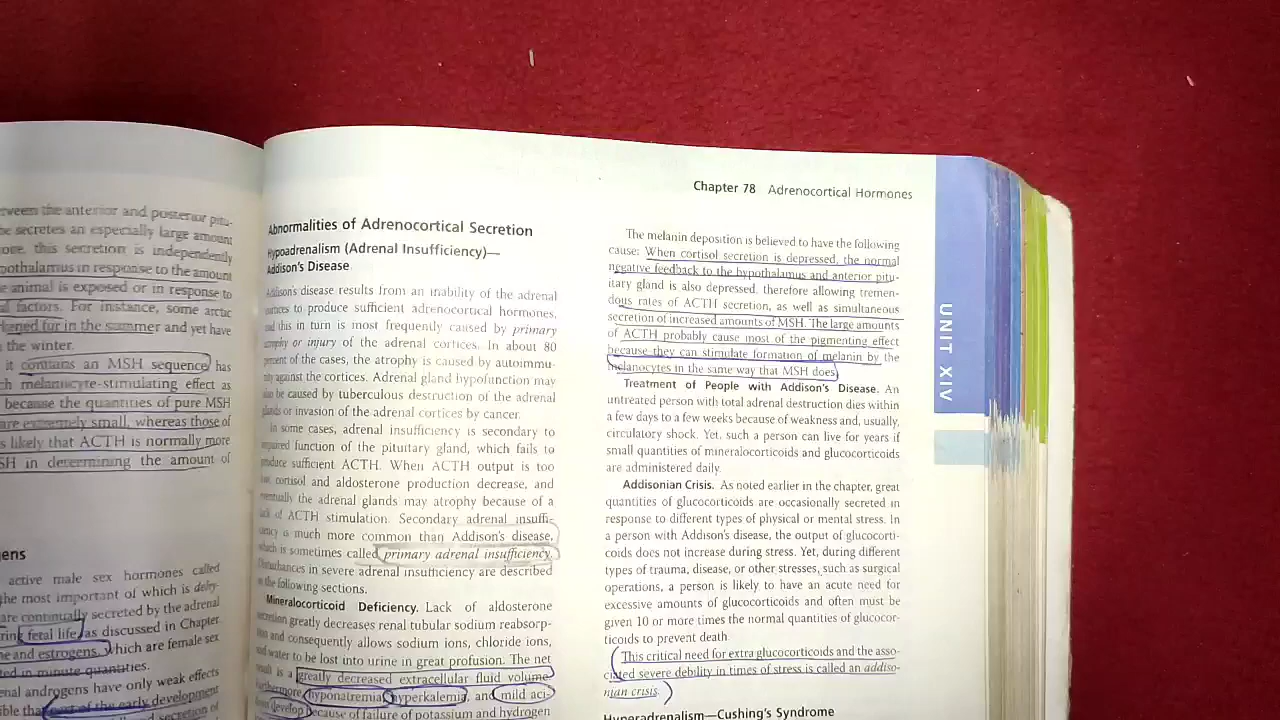 tween the anterior and posterior pitu-
be secretes an especially large amount
this secretion is independently
pothalamus in response to the amount
e animal is exposed or in response to
al factors. For instance, some arctic
kened fur in the summer and yet have
the winter.
it contains an MSH sequence has
ch melanocyte-stimulating effect as
because the quantities of pure MSH
are extremely small, whereas those of
s likely that ACTH is normally more
SH in determining the amount of
gens
active male sex hormones called
the most important of which is dehy-
are continually secreted by the adrenal
ring fetal life, as discussed in Chapter
ne and estrogens, which are female sex
ted in minute quantities.
enal androgens have only weak effects
ible that part of the early development
secretion of
Chapter 78 Adrenocortical Hormones
Abnormalities of Adrenocortical Secretion
Hypoadrenalism (Adrenal Insufficiency)—
Addison's Disease
Addison's disease results from an inability of the adrenal
cortices to produce sufficient adrenocortical hormones,
and this in turn is most frequently caused by primary
atrophy or injury of the adrenal cortices. In about 80
percent of the cases, the atrophy is caused by autoimmu-
nity against the cortices. Adrenal gland hypofunction may
also be caused by tuberculous destruction of the adrenal
glands or invasion of the adrenal cortices by cancer.
In some cases, adrenal insufficiency is secondary to
impaired function of the pituitary gland, which fails to
produce sufficient ACTH. When ACTH output is too
low, cortisol and aldosterone production decrease, and
eventually the adrenal glands may atrophy because of a
lack of ACTH stimulation. Secondary adrenal insuffi-
ciency is much more common than Addison's disease,
which is sometimes called primary adrenal insufficiency.
Disturbances in severe adrenal insufficiency are described
in the following sections.
Mineralocorticoid Deficiency. Lack of aldosterone
secretion greatly decreases renal tubular sodium reabsorp-
tion and consequently allows sodium ions, chloride ions,
and water to be lost into urine in great profusion. The net
result is a greatly decreased extracellular fluid volume
Furthermore, hyponatremia, hyperkalemia, and mild aci-
develop because of failure of potassium and hydrogen
The melanin deposition is believed to have the following
cause: When cortisol secretion is depressed, the normal
negative feedback to the hypothalamus and anterior pitu-
itary gland is also depressed, therefore allowing tremen-
dous rates of ACTH secretion, as well as simultaneous
secretion of increased amounts of MSH. The large amounts
of ACTH probably cause most of the pigmenting effect
because they can stimulate formation of melanin by the
melanocytes in the same way that MSH does.
Treatment of People with Addison's Disease. An
untreated person with total adrenal destruction dies within
a few days to a few weeks because of weakness and, usually,
circulatory shock. Yet, such a person can live for years if
small quantities of mineralocorticoids and glucocorticoids
are administered daily.
Addisonian Crisis. As noted earlier in the chapter, great
quantities of glucocorticoids are occasionally secreted in
response to different types of physical or mental stress. In
a person with Addison's disease, the output of glucocorti-
coids does not increase during stress. Yet, during different
types of trauma, disease, or other stresses, such as surgical
operations, a person is likely to have an acute need for
excessive amounts of glucocorticoids and often must be
given 10 or more times the normal quantities of glucocor-
ticoids to prevent death.
This critical need for extra glucocorticoids and the asso-
ciated severe debility in times of stress is called an addiso-
nian crisis.
Hyperadrenalism—Cushing's Syndrome
UNIT XIV